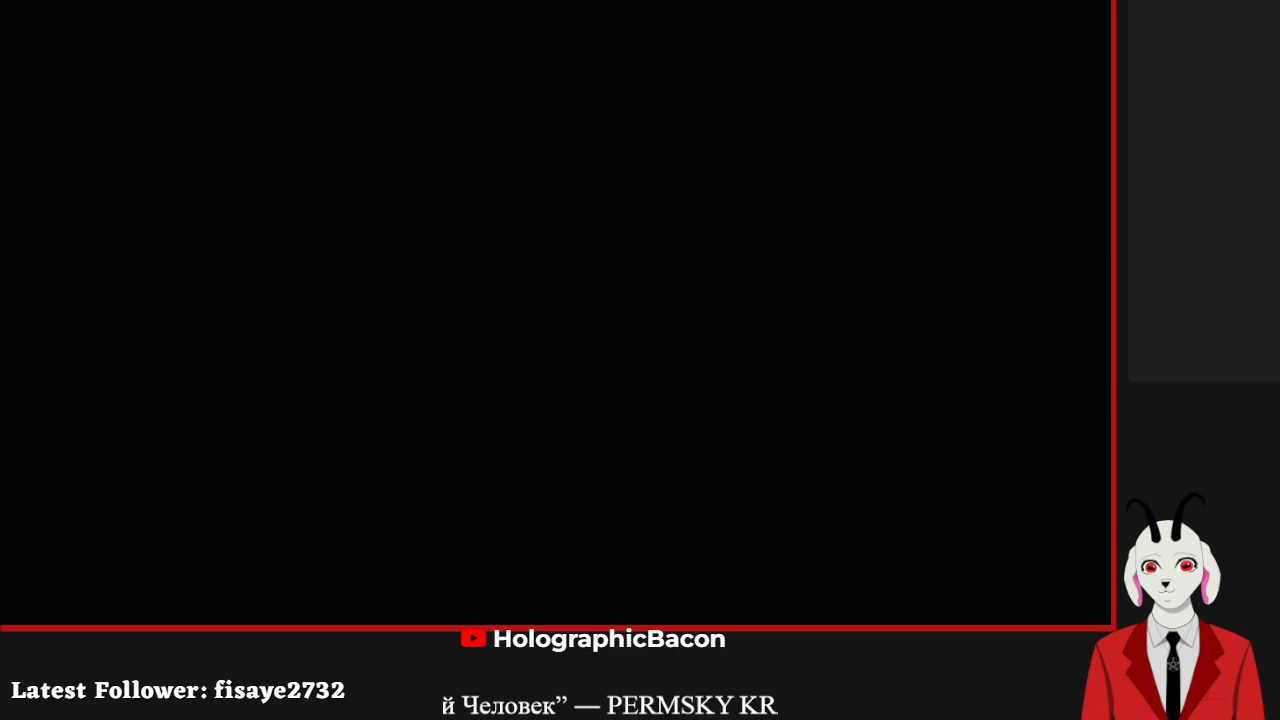 HolographicBacon
Latest Follower: fisaye2732
й Человек” — PERMSKY KR